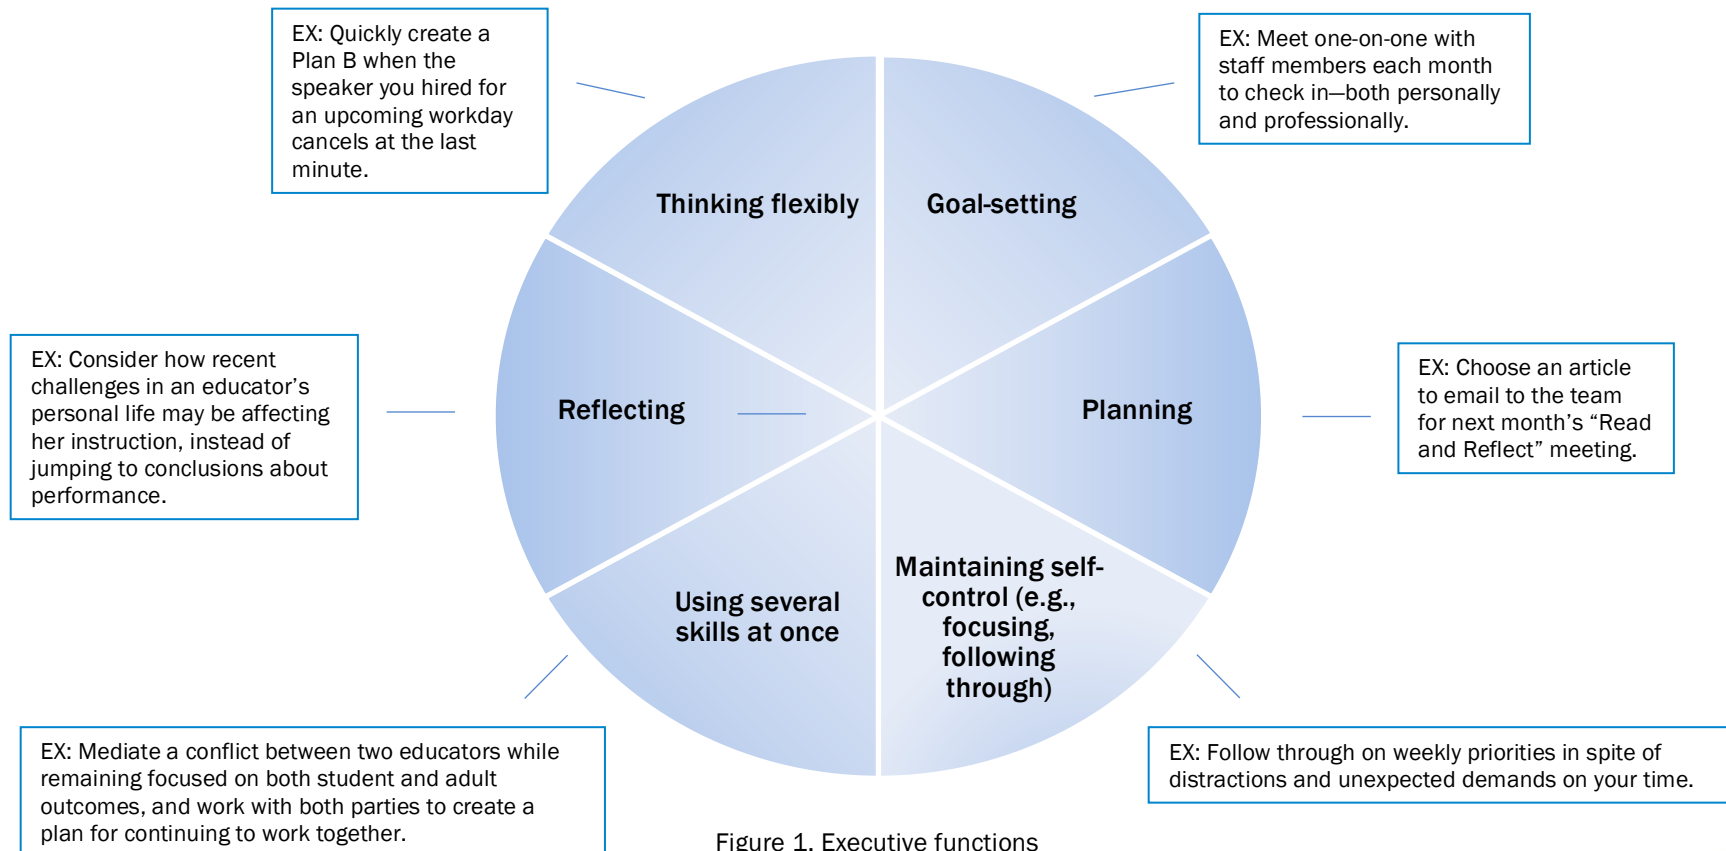 EX: Quickly create a
Plan B when the
speaker you hired for
an upcoming workday
cancels at the last
minute.
EX: Meet one-on-one with
staff members each month
to check in—both personally
and professionally.
Thinking flexibly
Goal-setting
EX: Consider how recent
challenges in an educator’s
personal life may be affecting
her instruction, instead of
jumping to conclusions about
performance.
Reflecting
Planning
EX: Choose an article
to email to the team
for next month’s “Read
and Reflect” meeting.
Using several
skills at once
Maintaining self-
control (e.g.,
focusing,
following
through)
EX: Mediate a conflict between two educators while
remaining focused on both student and adult
outcomes, and work with both parties to create a
plan for continuing to work together.
EX: Follow through on weekly priorities in spite of
distractions and unexpected demands on your time.
Figure 1. Executive functions